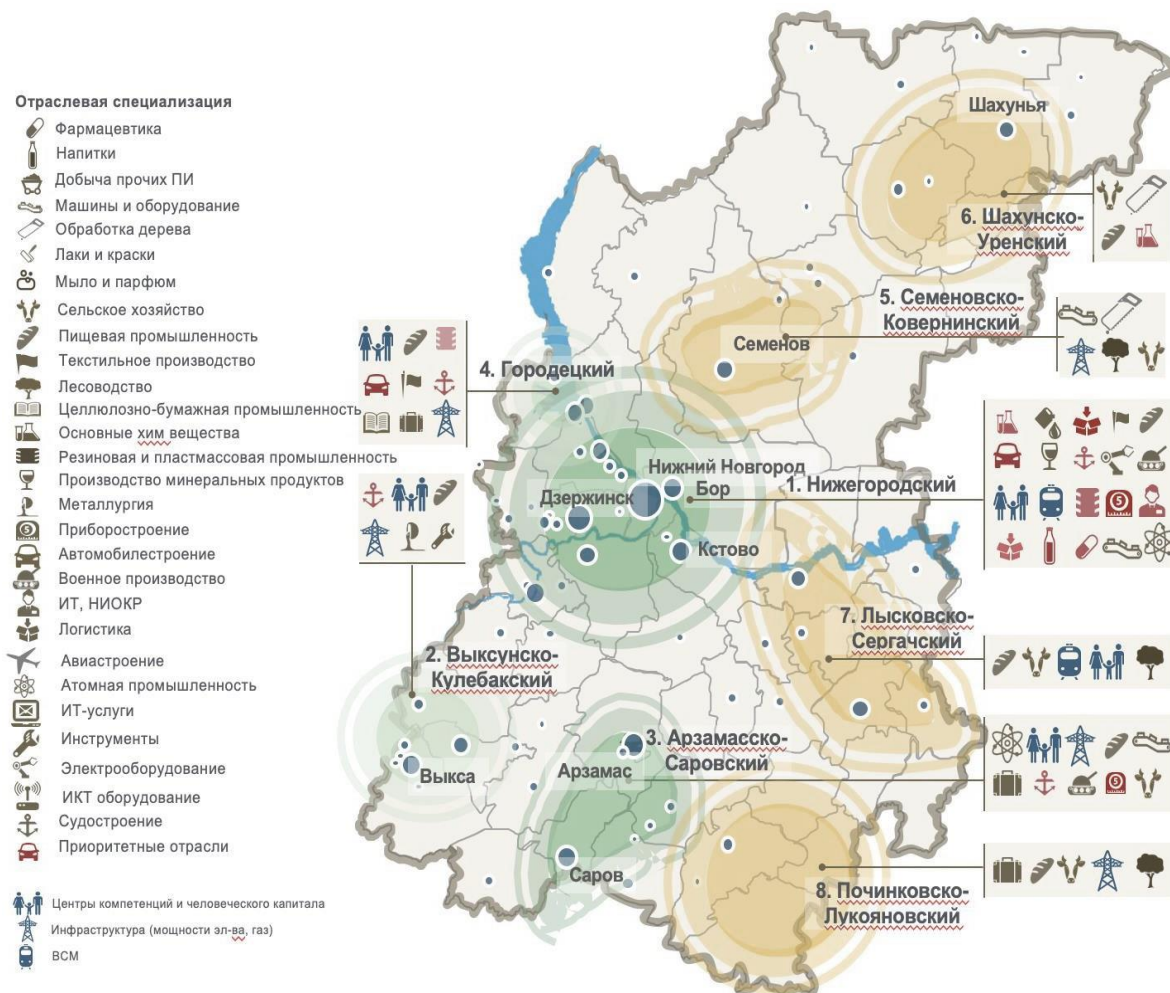 Отраслевая специализация
Фармацевтика
Напитки
Добыча прочих ПИ
Машины и оборудование
Обработка дерева
Лаки и краски
Мыло и парфюм
Сельское хозяйство
Пищевая промышленность
Текстильное производство
Лесоводство
Целлюлозно-бумажная промышленность
Основные хим вещества
Резиновая и пластмассовая промышленность
Производство минеральных продуктов
Металлургия
Приборостроение
Автомобилестроение
Военное производство
ИТ, НИОКР
Логистика
Авиастроение
Атомная промышленность
ИТ-услуги
Инструменты
Электрооборудование
ИКТ оборудование
Судостроение
Приоритетные отрасли
Центры компетенций и человеческого капитала
Инфраструктура (мощности эл-ва, газ)
ВСМ
Шахунья
6. Шахунско-
Уренский
5. Семеновско-
Ковернинский
Семенов
4. Городецкий
Нижний Новгород
Бор
1. Нижегородский
Дзержинск
Кстово
7. Лысковско-
Сергачский
2. Выксунско-
Кулебакский
3. Арзамасско-
Саровский
Выкса
Арзамас
Саров
8. Починковско-
Лукояновский